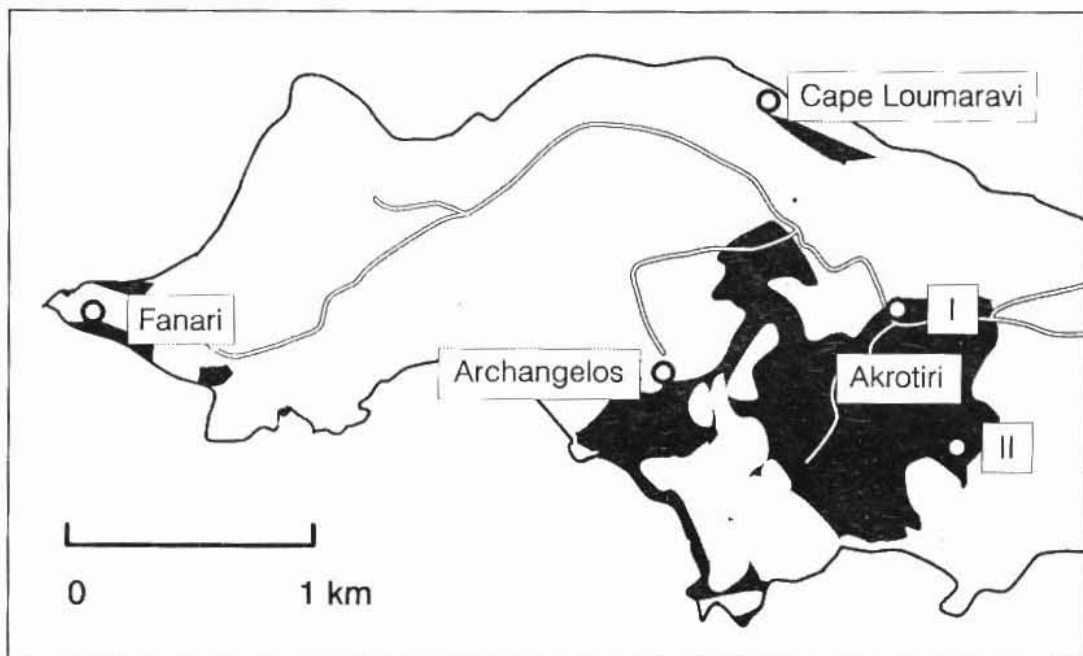 Cape Loumaravi
Fanari
I
Archangelos
Akrotiri
II
0 1 km